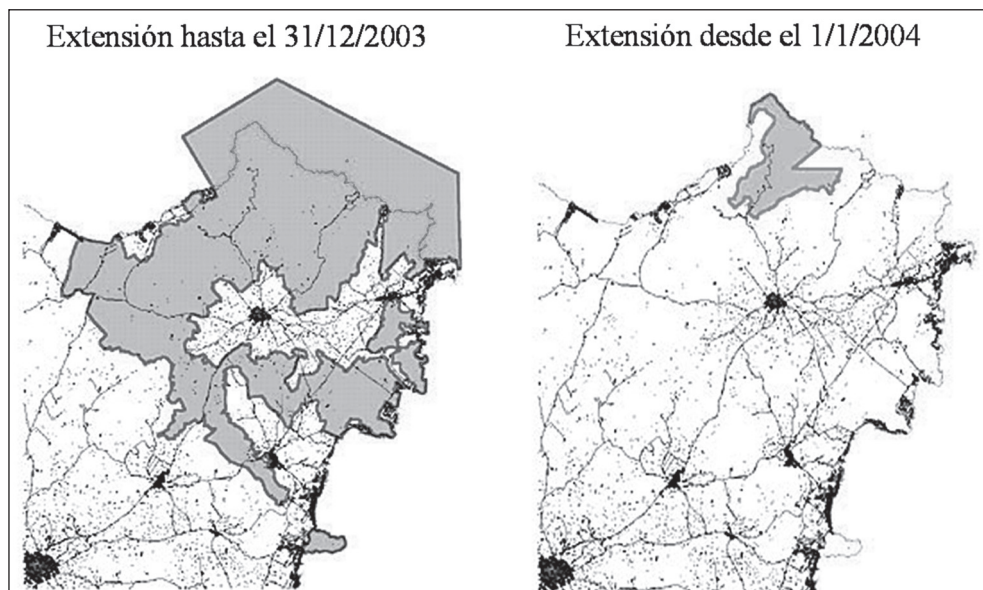 Extensión hasta el 31/12/2003
Extensión desde el 1/1/2004